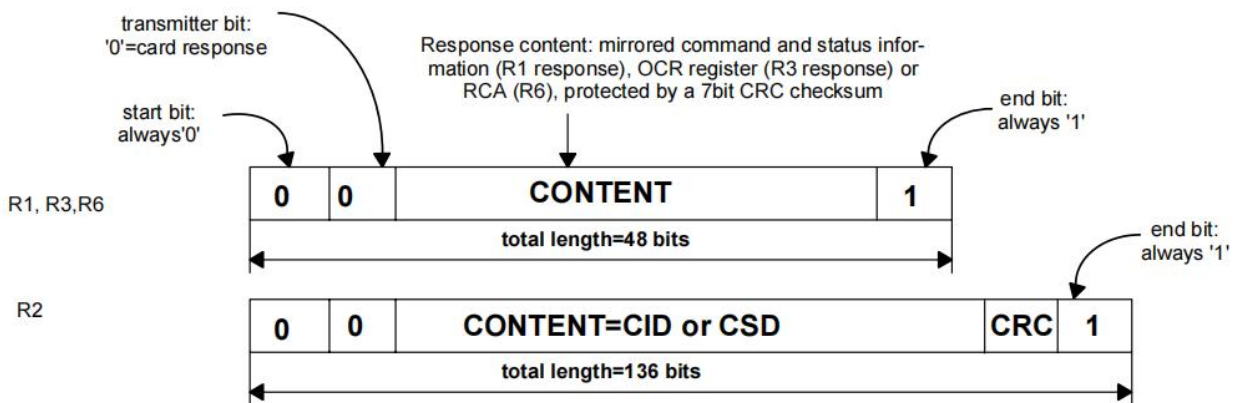 transmitter bit:
'0'=card response
Response content: mirrored command and status infor-
mation (R1 response), OCR register (R3 response) or
RCA (R6), protected by a 7bit CRC checksum
start bit:
always'0'
end bit:
always '1'
R1, R3,R6
0 0 CONTENT 1
total length=48 bits
end bit:
always '1'
R2
0 0 CONTENT=CID or CSD CRC 1
total length=136 bits